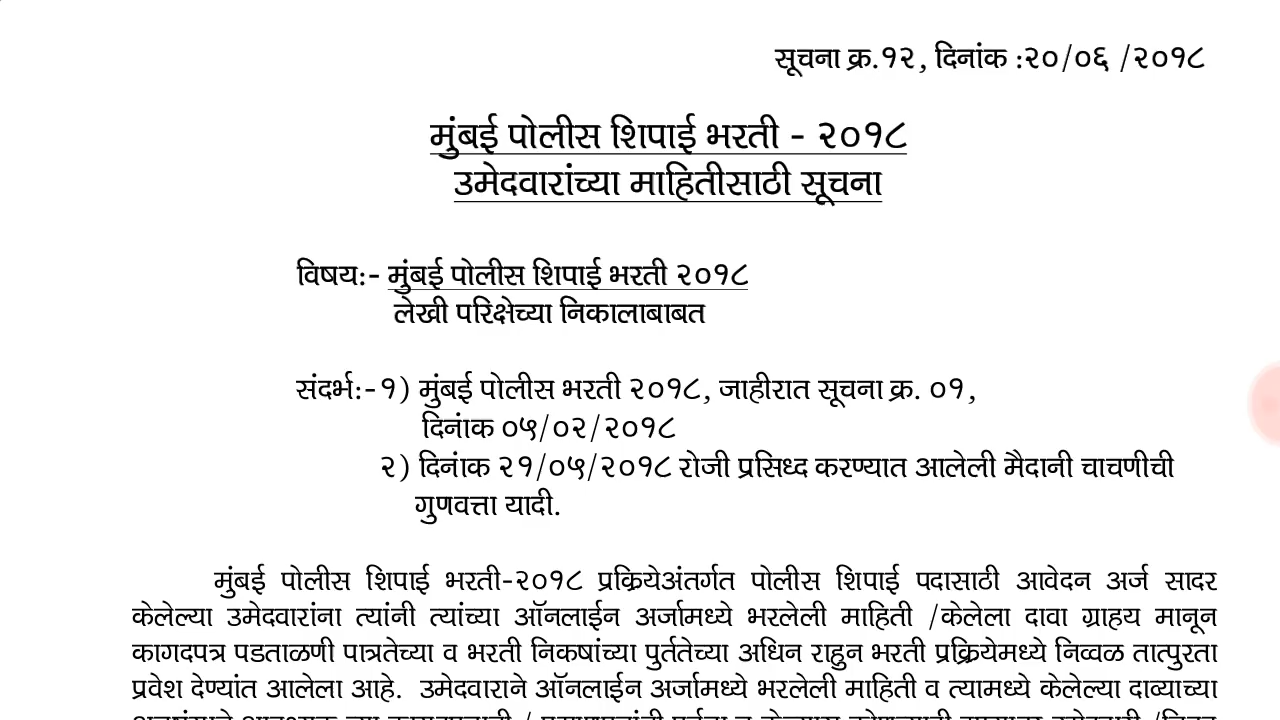 सूचना क्र.१२, दिनांक :२०/०६ /२०१८
मुंबई पोलीस शिपाई भरती - २०१८
उमेदवारांच्या माहितीसाठी सूचना
विषय:- मुंबई पोलीस शिपाई भरती २०१८
लेखी परिक्षेच्या निकालाबाबत
संदर्भ:-१) मुंबई पोलीस भरती २०१८, जाहीरात सूचना क्र. ०१,
दिनांक ०५/०२/२०१८
२) दिनांक २१/०५/२०१८ रोजी प्रसिध्द करण्यात आलेली मैदानी चाचणीची
गुणवत्ता यादी.
मुंबई पोलीस शिपाई भरती-२०१८ प्रक्रियेअंतर्गत पोलीस शिपाई पदासाठी आवेदन अर्ज सादर
केलेल्या उमेदवारांना त्यांनी त्यांच्या ऑनलाईन अर्जामध्ये भरलेली माहिती /केलेला दावा ग्राहय मानून
कागदपत्र पडताळणी पात्रतेच्या व भरती निकषांच्या पुर्ततेच्या अधिन राहुन भरती प्रक्रियेमध्ये निव्वळ तात्पुरता
प्रवेश देण्यांत आलेला आहे. उमेदवाराने ऑनलाईन अर्जामध्ये भरलेली माहिती व त्यामध्ये केलेल्या दाव्याच्या